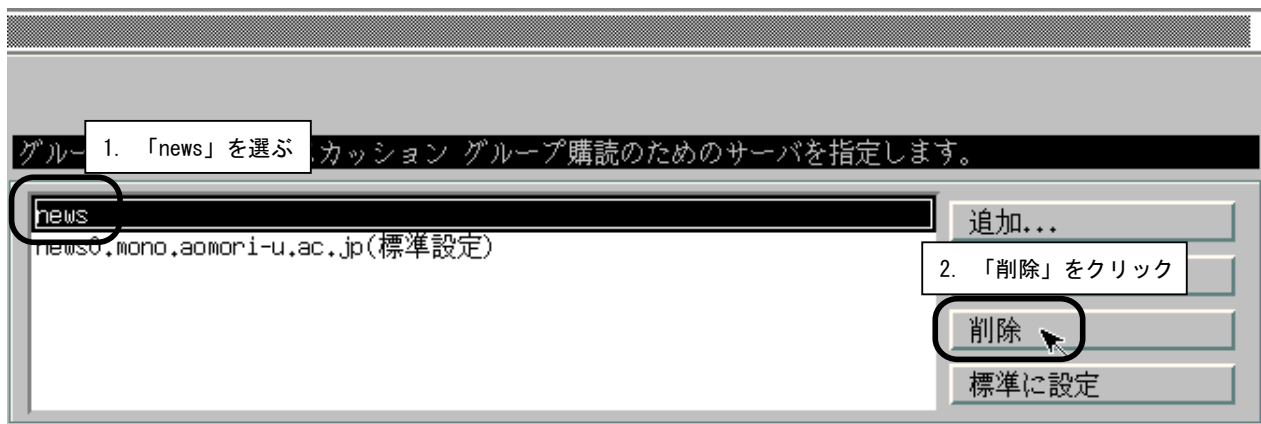 1. 「news」を選ぶ
グルー カッション グループ購読のためのサーバを指定します。
news
news0.mono.aomori-u.ac.jp(標準設定)
追加...
2. 「削除」をクリック
削除
標準に設定